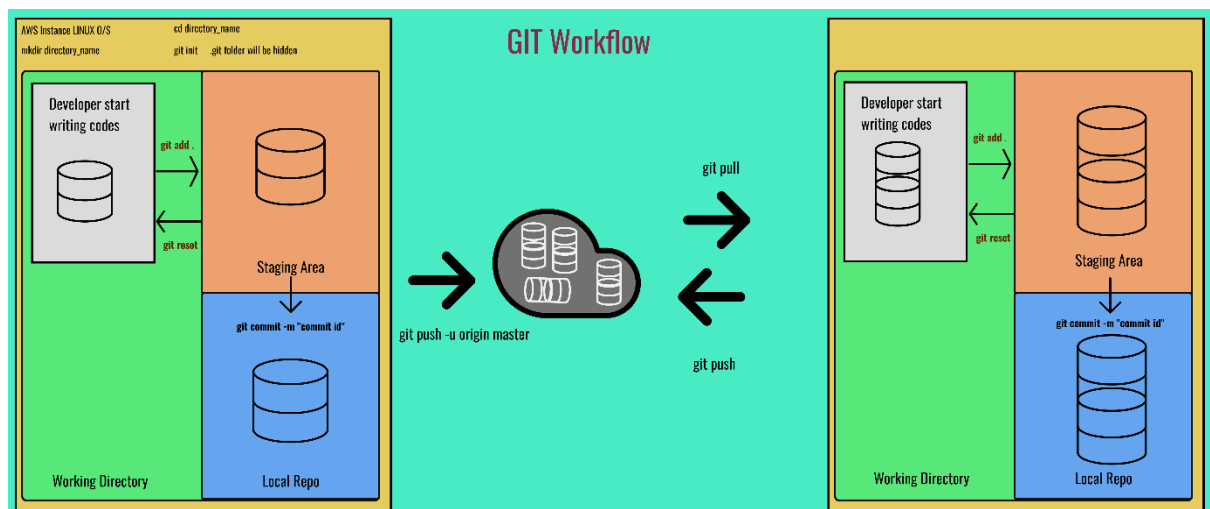 GIT Workflow
AWS Instance LINUX O/S
cd directory_name
mkdir directory_name
git init .git folder will be hidden
Developer start
writing codes
git add .
git reset
Staging Area
git commit -m "commit id"
Working Directory
Local Repo
git push -u origin master
git pull
git push
Developer start
writing codes
git add .
git reset
Staging Area
git commit -m "commit id"
Working Directory
Local Repo